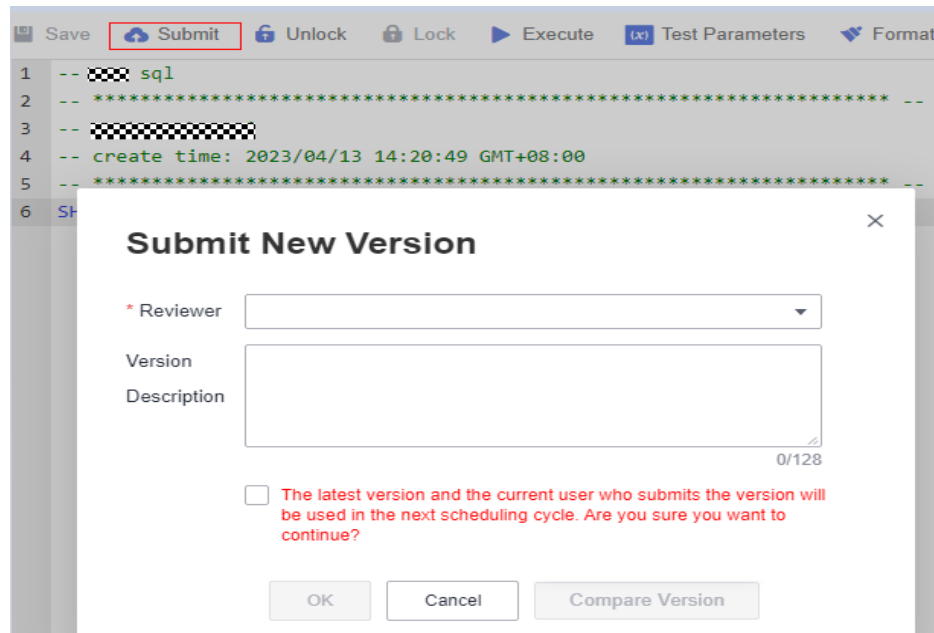 Save Submit Unlock Lock Execute Test Parameters Format
1 -- sql
2 -- ******************************************************************** --
3 --
4 -- create time: 2023/04/13 14:20:49 GMT+08:00
5 -- ******************************************************************** --
6 SH
Submit New Version
* Reviewer
Version
Description
0/128
The latest version and the current user who submits the version will
be used in the next scheduling cycle. Are you sure you want to
continue?
OK Cancel Compare Version